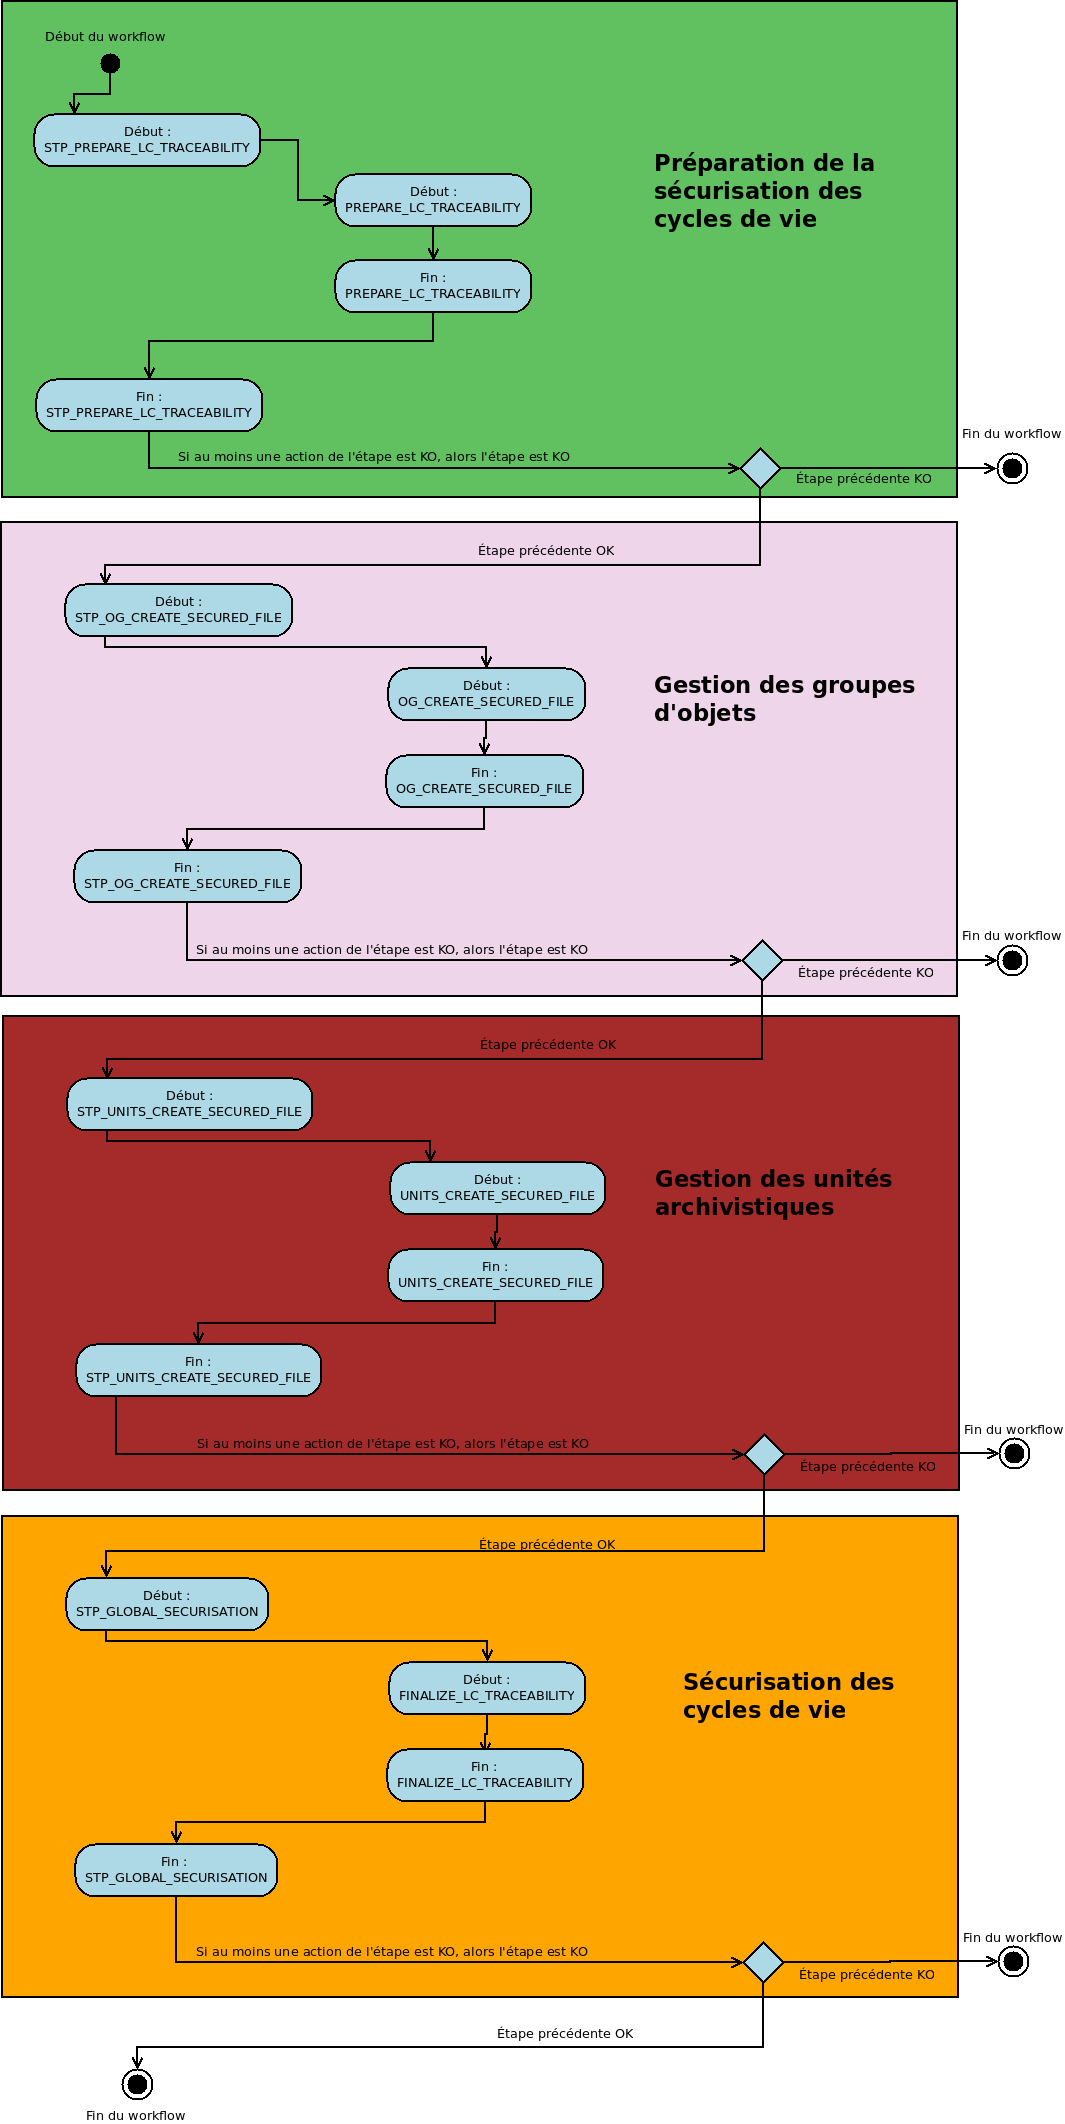 Début du workflow
Début :
STP_PREPARE_LC_TRACEABILITY
Préparation de la
sécurisation des
cycles de vie
Début :
PREPARE_LC_TRACEABILITY
Fin :
PREPARE_LC_TRACEABILITY
Fin :
STP_PREPARE_LC_TRACEABILITY
Fin du workflow
Si au moins une action de l'étape est KO, alors l'étape est KO
Étape précédente KO
Étape précédente OK
Début :
STP_OG_CREATE_SECURED_FILE
Gestion des groupes
d'objets
Début :
OG_CREATE_SECURED_FILE
Fin :
OG_CREATE_SECURED_FILE
Fin :
STP_OG_CREATE_SECURED_FILE
Fin du workflow
Si au moins une action de l'étape est KO, alors l'étape est KO
Étape précédente KO
Étape précédente OK
Début :
STP_UNITS_CREATE_SECURED_FILE
Gestion des unités
archivistiques
Début :
UNITS_CREATE_SECURED_FILE
Fin :
UNITS_CREATE_SECURED_FILE
Fin :
STP_UNITS_CREATE_SECURED_FILE
Fin du workflow
Si au moins une action de l'étape est KO, alors l'étape est KO
Étape précédente KO
Étape précédente OK
Début :
STP_GLOBAL_SECURISATION
Sécurisation des
cycles de vie
Début :
FINALIZE_LC_TRACEABILITY
Fin :
FINALIZE_LC_TRACEABILITY
Fin :
STP_GLOBAL_SECURISATION
Fin du workflow
Si au moins une action de l'étape est KO, alors l'étape est KO
Étape précédente KO
Étape précédente OK
Fin du workflow